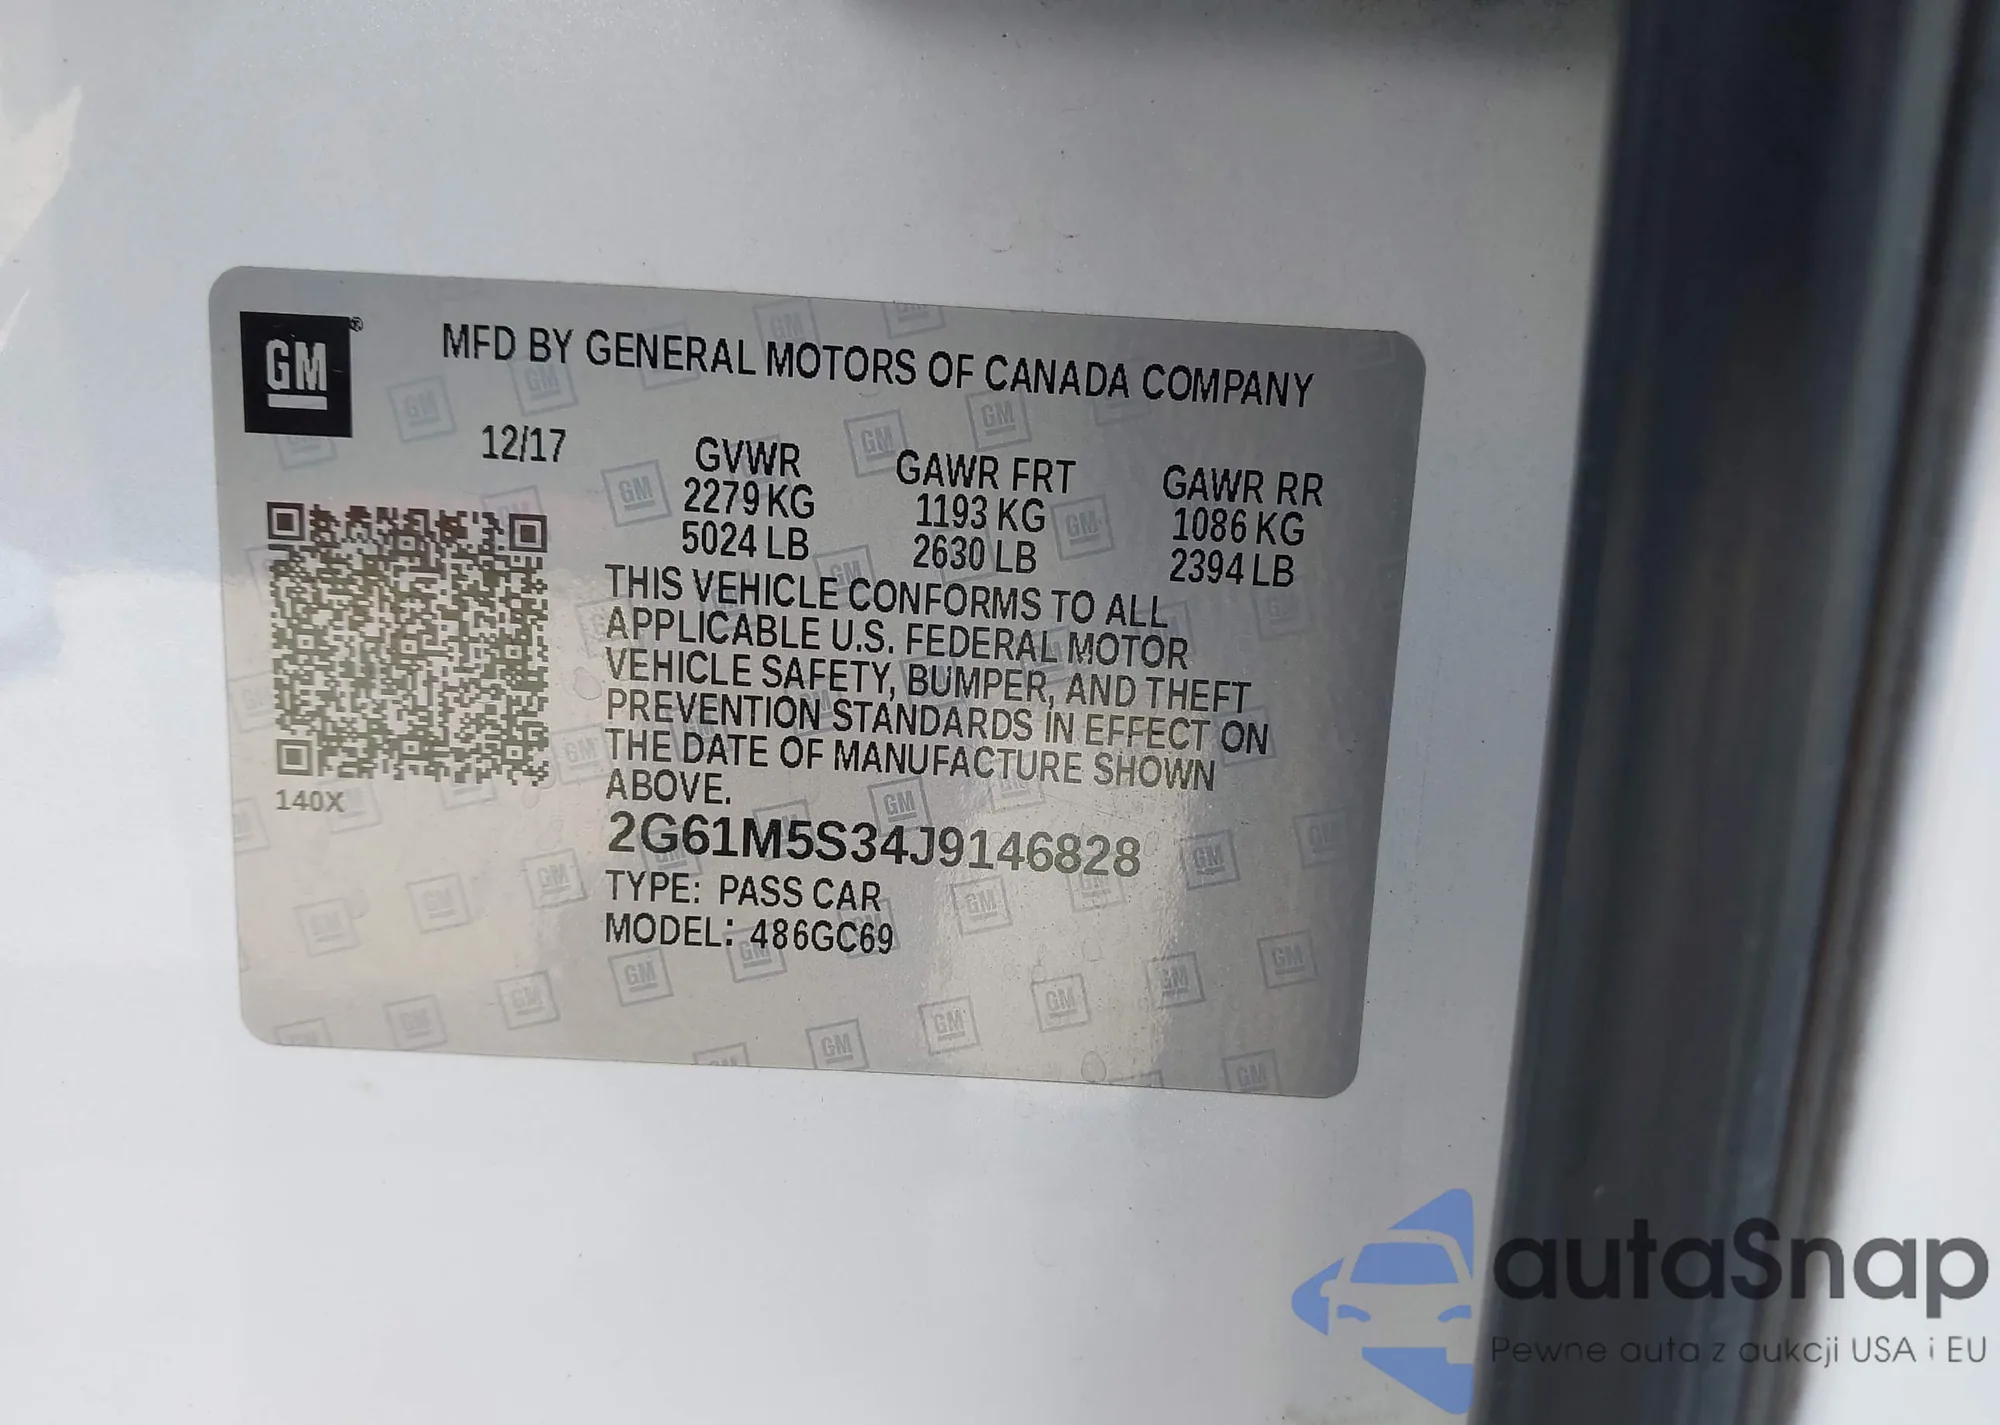 GM®
MFD BY GENERAL MOTORS OF CANADA COMPANY
12/17
GVWR
2279 KG
5024 LB
GAWR FRT
1193 KG
2630 LB
GAWR RR
1086 KG
2394 LB
THIS VEHICLE CONFORMS TO ALL
APPLICABLE U.S. FEDERAL MOTOR
VEHICLE SAFETY, BUMPER, AND THEFT
PREVENTION STANDARDS IN EFFECT ON
THE DATE OF MANUFACTURE SHOWN
ABOVE.
140X
2G61M5S34J9146828
TYPE: PASS CAR
MODEL: 486GC69
autaSnap
Pewne auta z aukcji USA i EU